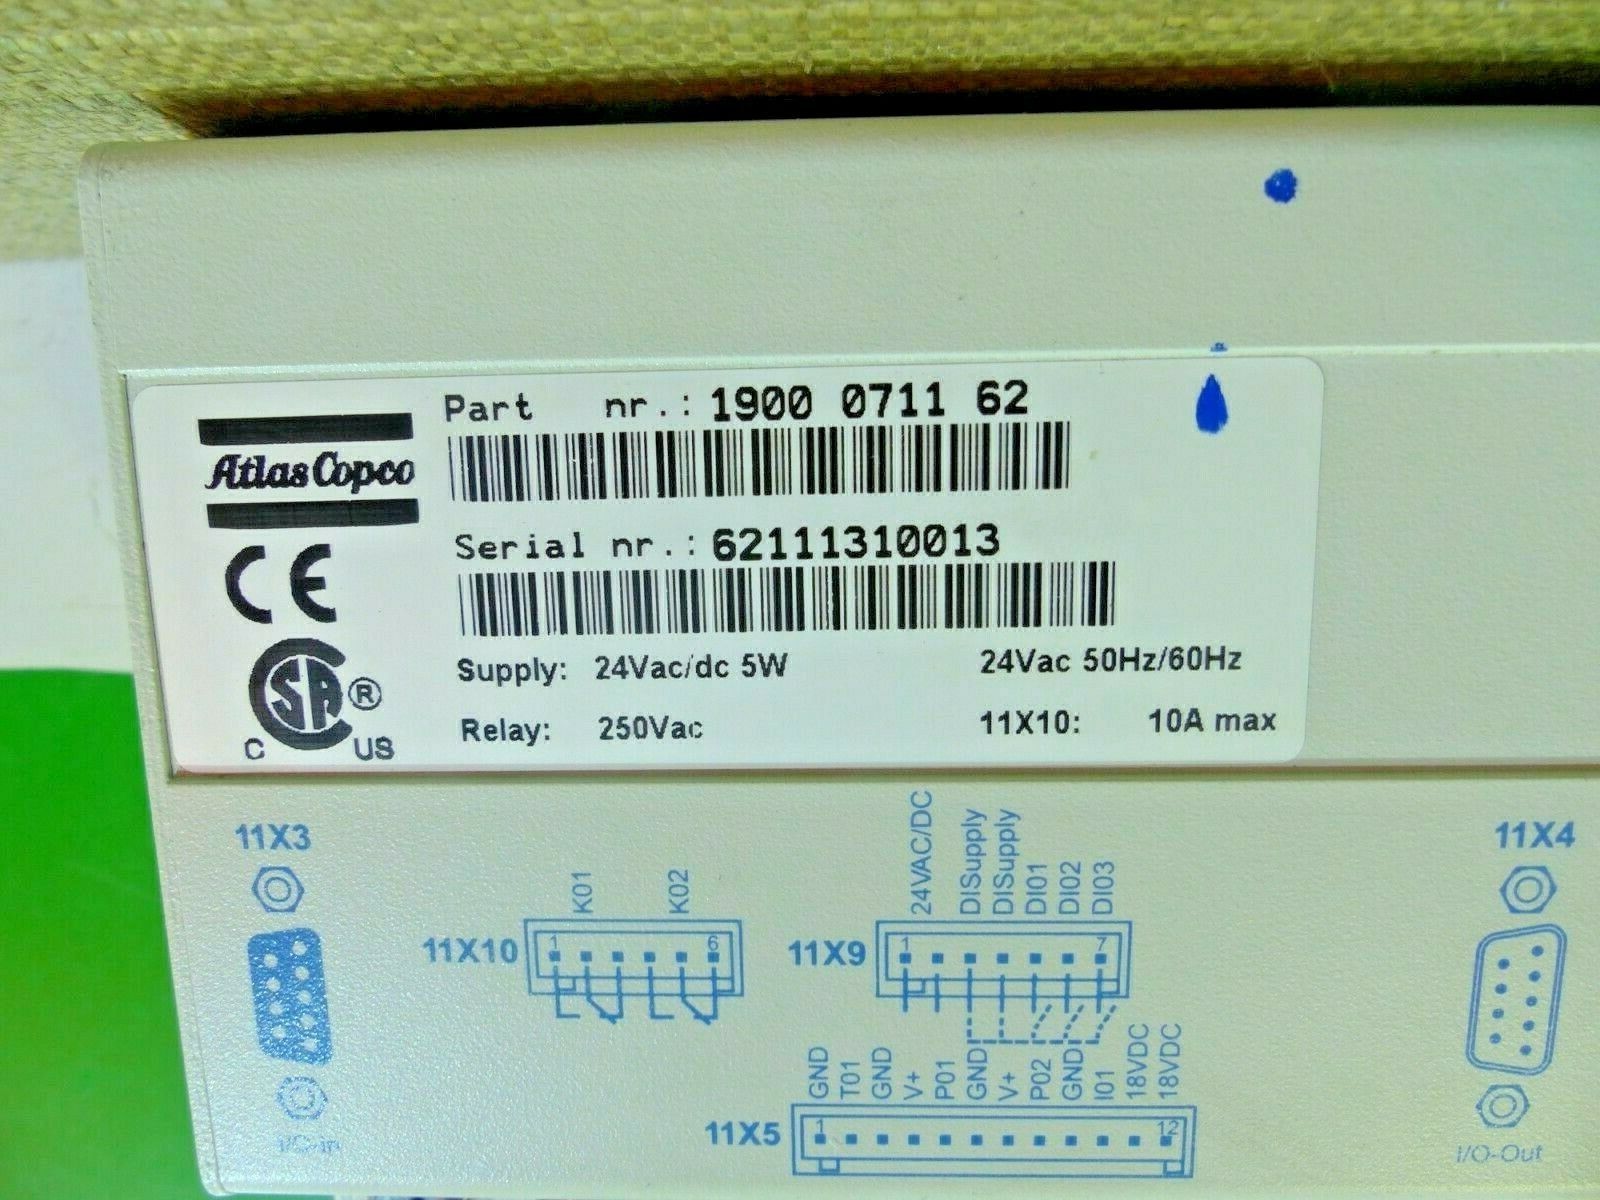 Atlas Copco
Part nr.: 1900 0711 62
Serial nr.: 62111310013
CE
SA ®
C US
Supply: 24Vac/dc 5W 24Vac 50Hz/60Hz
Relay: 250Vac 11X10: 10A max
11X3
I/O-In
K01
K02
11X10
1 6
24VAC/DC
DISupply
DISupply
DI01
DI02
DI03
11X9
1 7
GND
T01
GND
V+
P01
GND
V+
P02
GND
I01
18VDC
18VDC
11X5
1 12
11X4
I/O-Out